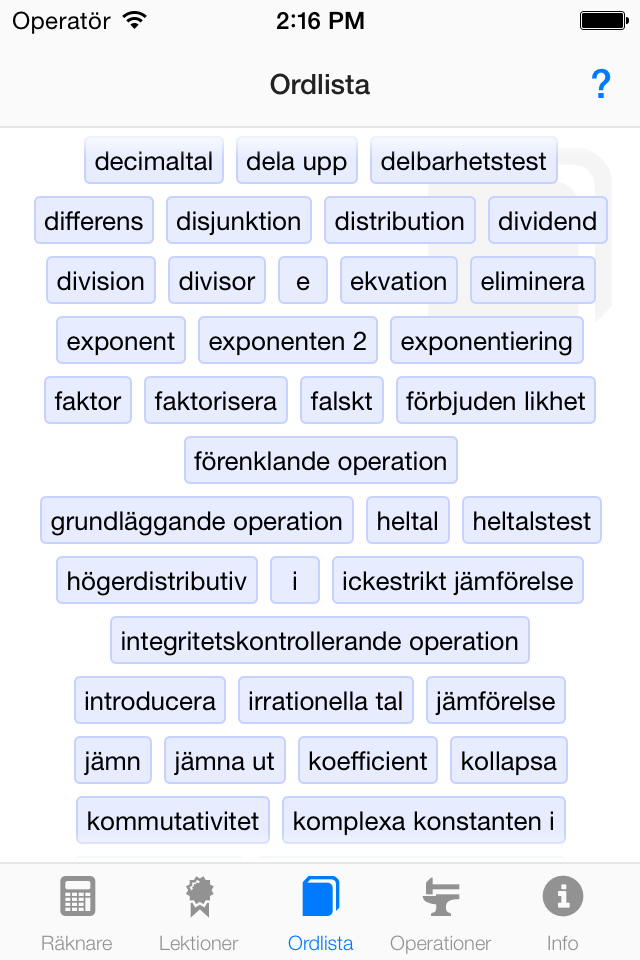 Operatör 2:16 PM
Ordlista ?
decimaltal dela upp delbarhetstest
differens disjunktion distribution dividend
division divisor e ekvation eliminera
exponent exponenten 2 exponentiering
faktor faktorisera falskt förbjuden likhet
förenklande operation
grundläggande operation heltal heltalstest
högerdistributiv i ickestrikt jämförelse
integritetskontrollerande operation
introducera irrationella tal jämförelse
jämn jämna ut koefficient kollapsa
kommutativitet komplexa konstanten i
Räknare Lektioner Ordlista Operationer Info